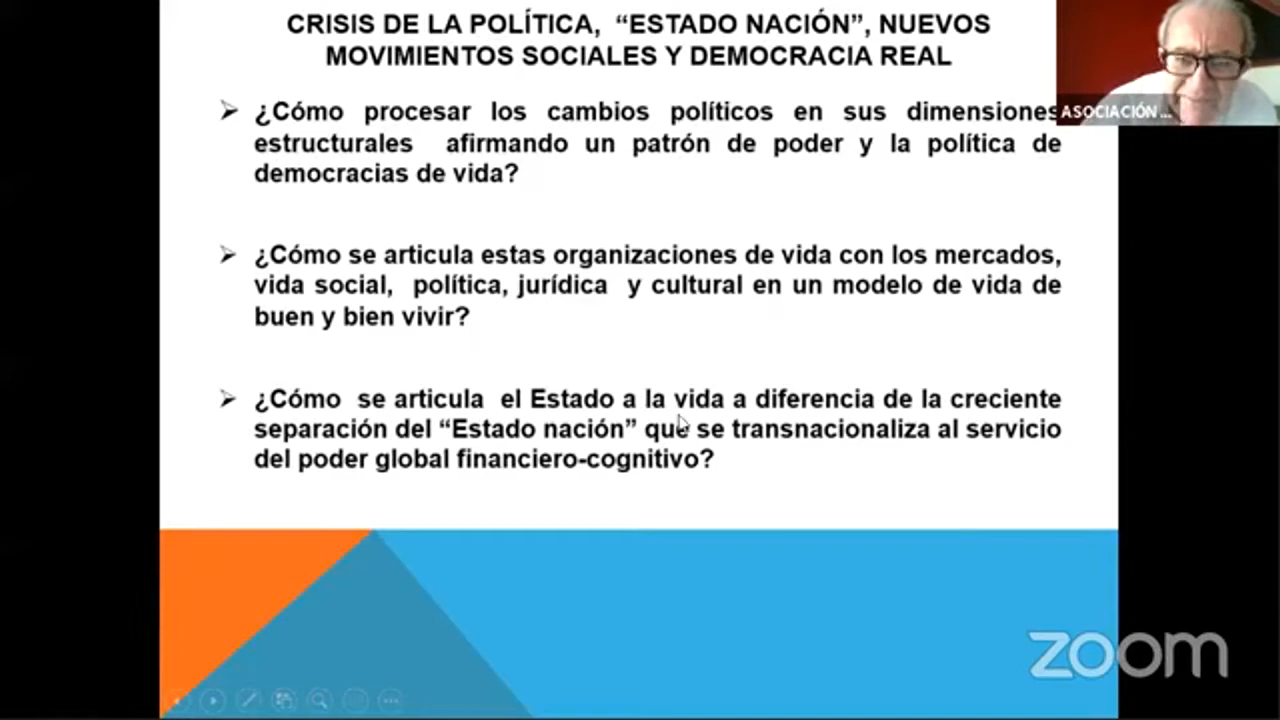 CRISIS DE LA POLÍTICA, “ESTADO NACIÓN”, NUEVOS
MOVIMIENTOS SOCIALES Y DEMOCRACIA REAL
¿Cómo procesar los cambios políticos en sus dimensiones
estructurales afirmando un patrón de poder y la política de
democracias de vida?
¿Cómo se articula estas organizaciones de vida con los mercados,
vida social, política, jurídica y cultural en un modelo de vida de
buen y bien vivir?
¿Cómo se articula el Estado a la vida a diferencia de la creciente
separación del “Estado nación” que se transnacionaliza al servicio
del poder global financiero-cognitivo?
ASOCIACIÓN ...
zoom